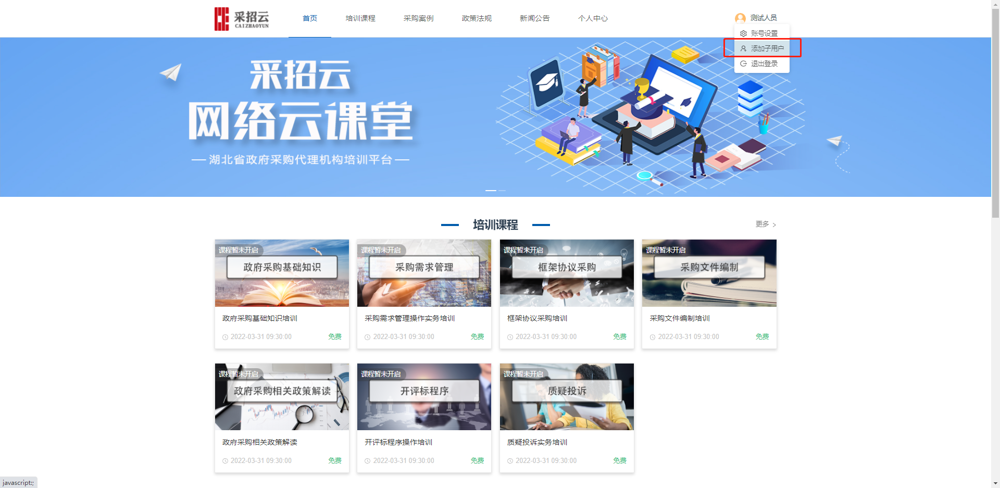 采招云
CAIZHAOYUN
首页
培训课程
采购案例
政策法规
新闻公告
个人中心
测试人员
账号设置
添加子用户
退出登录
采招云
网络云课堂
湖北省政府采购代理机构培训平台
培训课程
更多 >
课程暂未开启
政府采购基础知识
政府采购基础知识培训
2022-03-31 09:30:00
免费
课程暂未开启
采购需求管理
采购需求管理操作实务培训
2022-03-31 09:30:00
免费
课程暂未开启
框架协议采购
框架协议采购培训
2022-03-31 09:30:00
免费
课程暂未开启
采购文件编制
采购文件编制培训
2022-03-31 09:30:00
免费
课程暂未开启
政府采购相关政策解读
政府采购相关政策解读
2022-03-31 09:30:00
免费
课程暂未开启
开评标程序
开评标程序操作培训
2022-03-31 09:30:00
免费
课程暂未开启
质疑投诉
质疑投诉实务培训
2022-03-31 09:30:00
免费
javascript:;